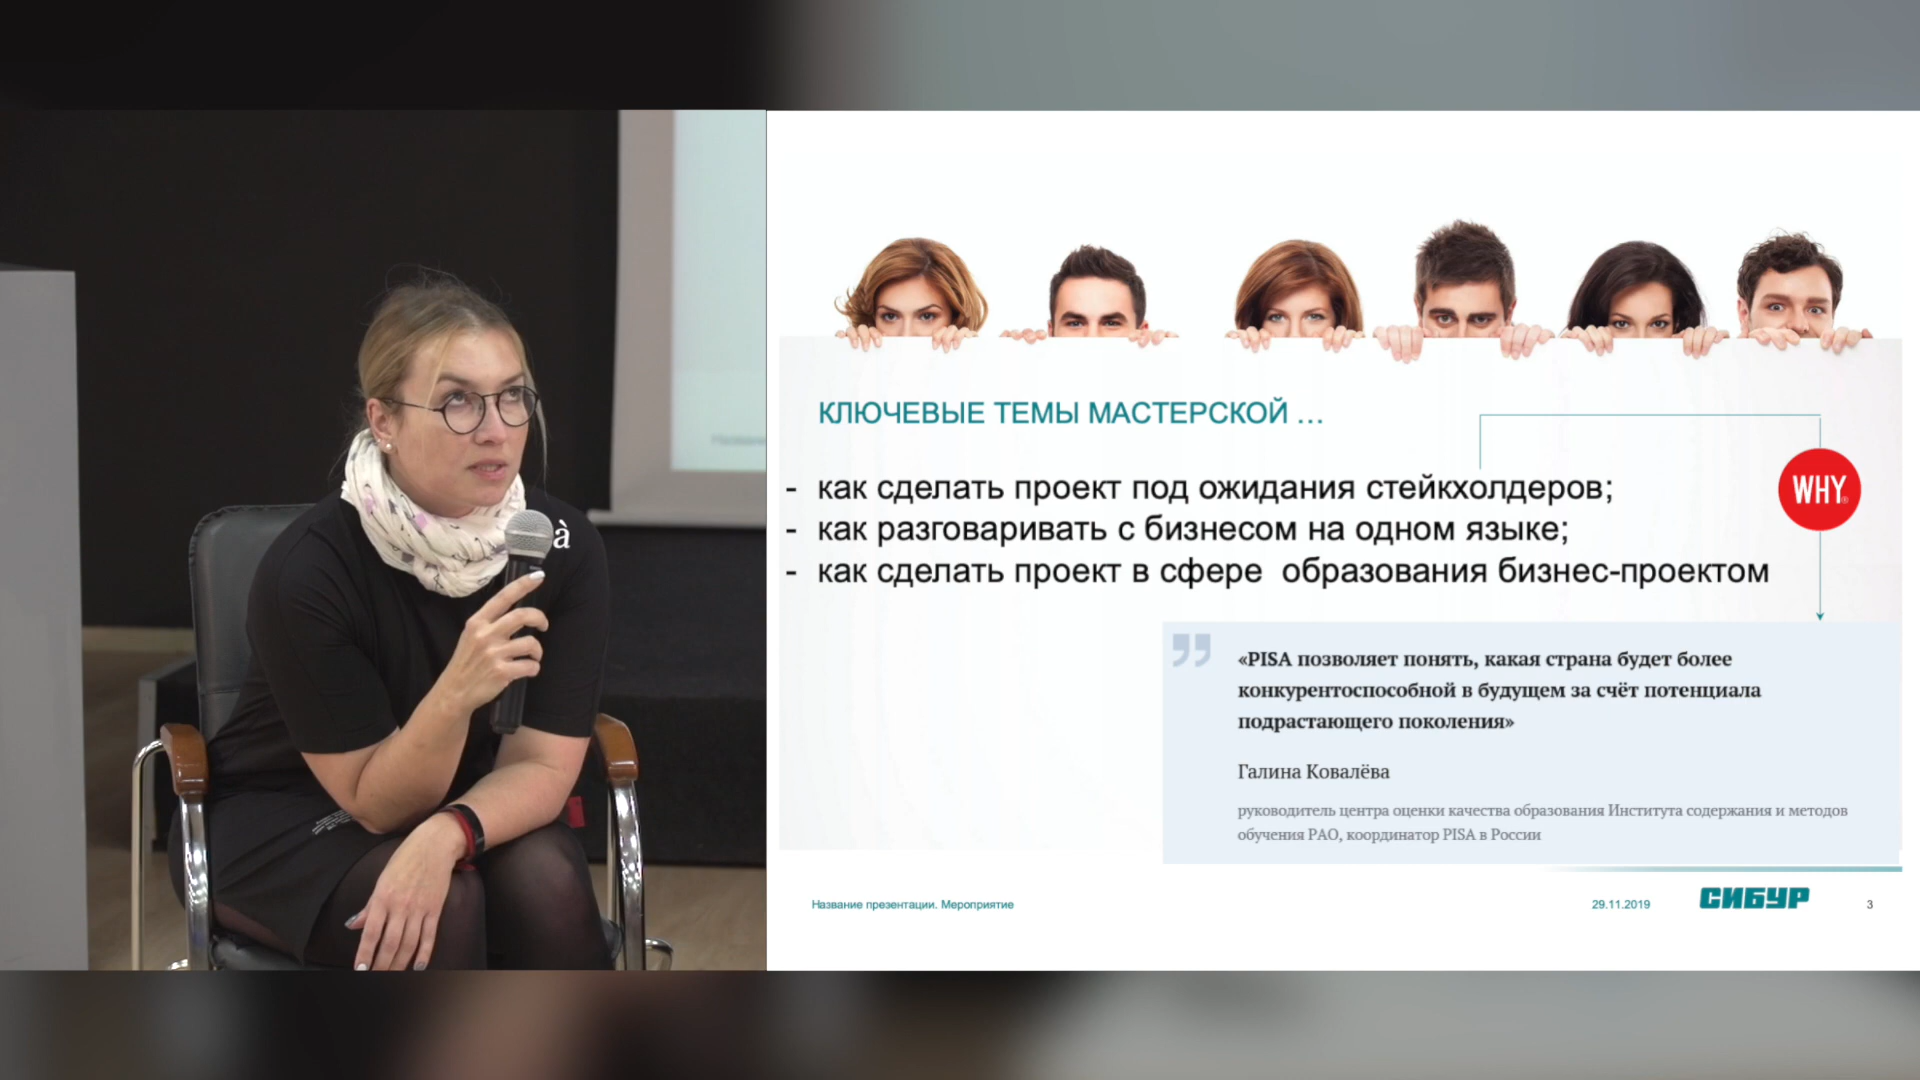 à
КЛЮЧЕВЫЕ ТЕМЫ МАСТЕРСКОЙ …
- как сделать проект под ожидания стейкхолдеров;
- как разговаривать с бизнесом на одном языке;
- как сделать проект в сфере образования бизнес-проектом
WHY
«PISA позволяет понять, какая страна будет более
конкурентоспособной в будущем за счёт потенциала
подрастающего поколения»
Галина Ковалёва
руководитель центра оценки качества образования Института содержания и методов
обучения РАО, координатор PISA в России
Название презентации. Мероприятие
29.11.2019
СИБУР
3